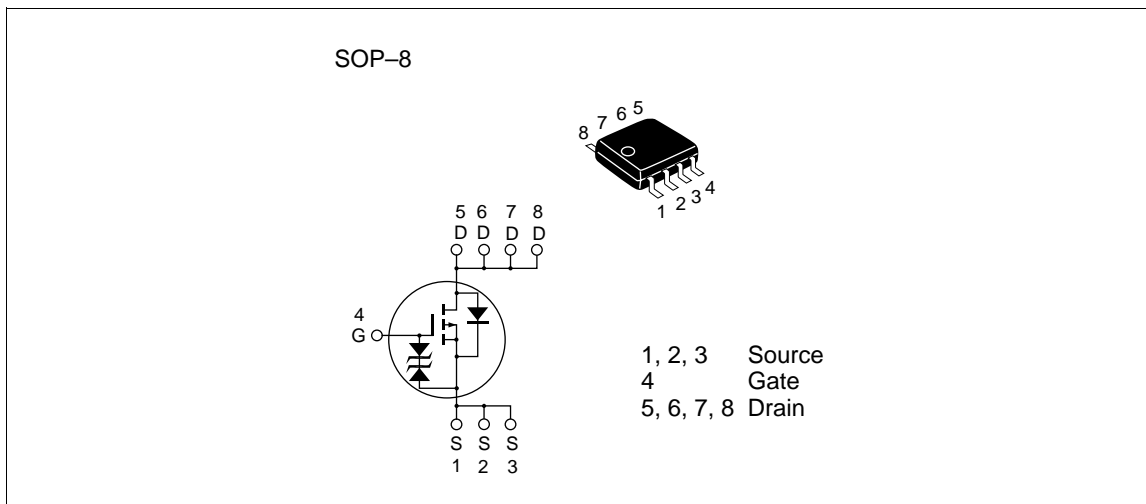 SOP–8
8 7 6 5
1 2 3 4
5 6 7 8
D D D D
4
G
S S S
1 2 3
1, 2, 3 Source
4 Gate
5, 6, 7, 8 Drain